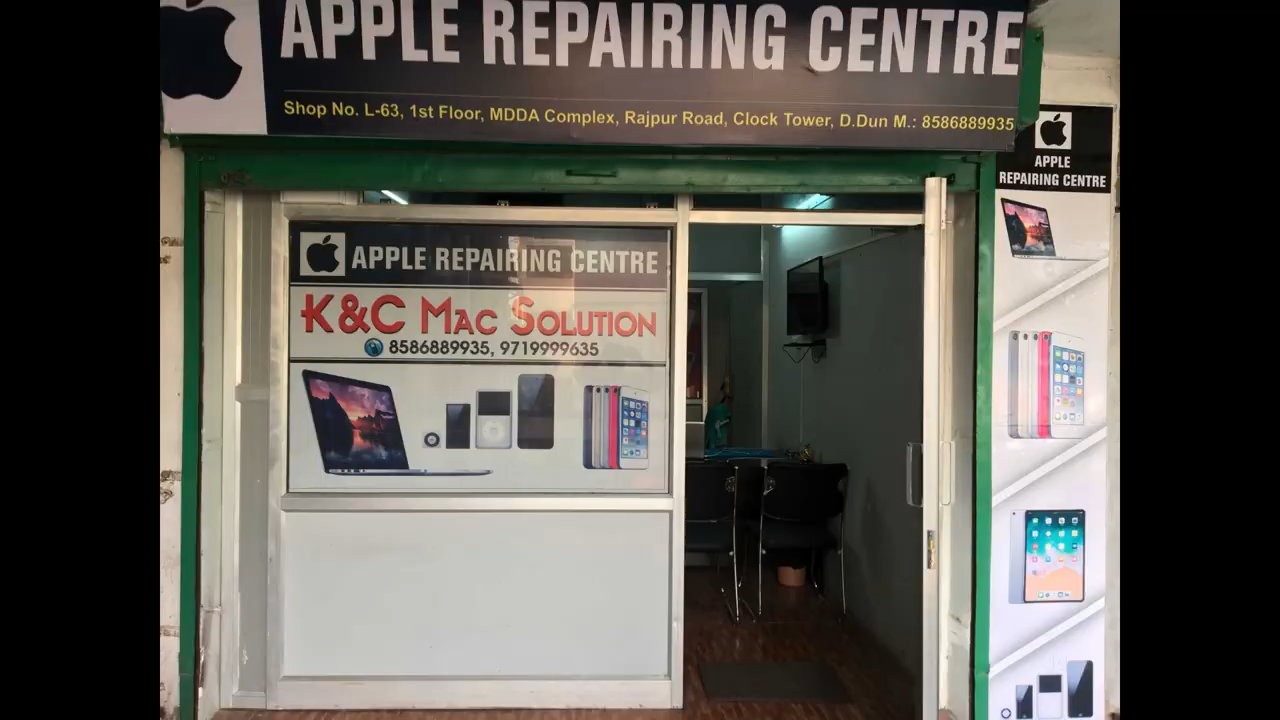 APPLE REPAIRING CENTRE
Shop No. L-63, 1st Floor, MDDA Complex, Rajpur Road, Clock Tower, D.Dun M.: 8586889935
APPLE
REPAIRING CENTRE
APPLE REPAIRING CENTRE
K&C MAC SOLUTION
8586889935, 9719999635